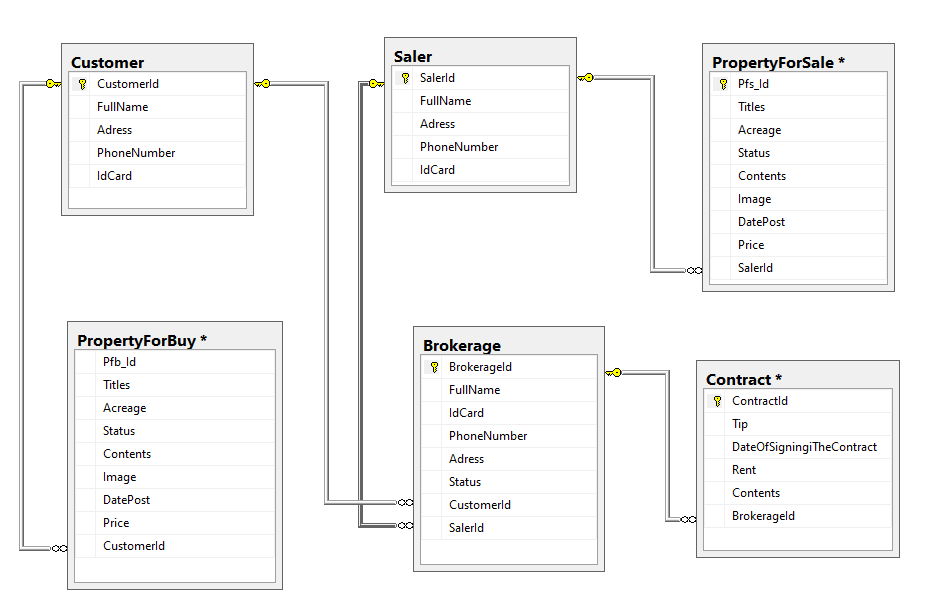 Customer
CustomerId
FullName
Adress
PhoneNumber
IdCard
Saler
SalerId
FullName
Adress
PhoneNumber
IdCard
PropertyForSale *
Pfs_Id
Titles
Acreage
Status
Contents
Image
DatePost
Price
SalerId
PropertyForBuy *
Pfb_Id
Titles
Acreage
Status
Contents
Image
DatePost
Price
CustomerId
Brokerage
BrokerageId
FullName
IdCard
PhoneNumber
Adress
Status
CustomerId
SalerId
Contract *
ContractId
Tip
DateOfSigningiTheContract
Rent
Contents
BrokerageId